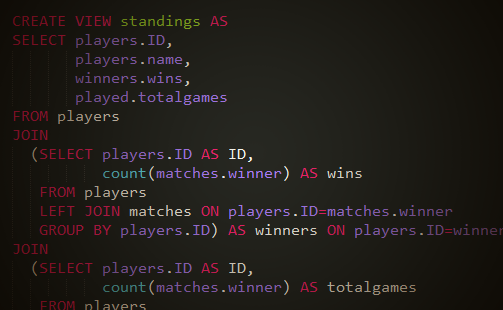 CREATE VIEW standings AS
SELECT players.ID,
players.name,
winners.wins,
played.totalgames
FROM players
JOIN
(SELECT players.ID AS ID,
count(matches.winner) AS wins
FROM players
LEFT JOIN matches ON players.ID=matches.winner
GROUP BY players.ID) AS winners ON players.ID=winner
JOIN
(SELECT players.ID AS ID,
count(matches.winner) AS totalgames
FROM players